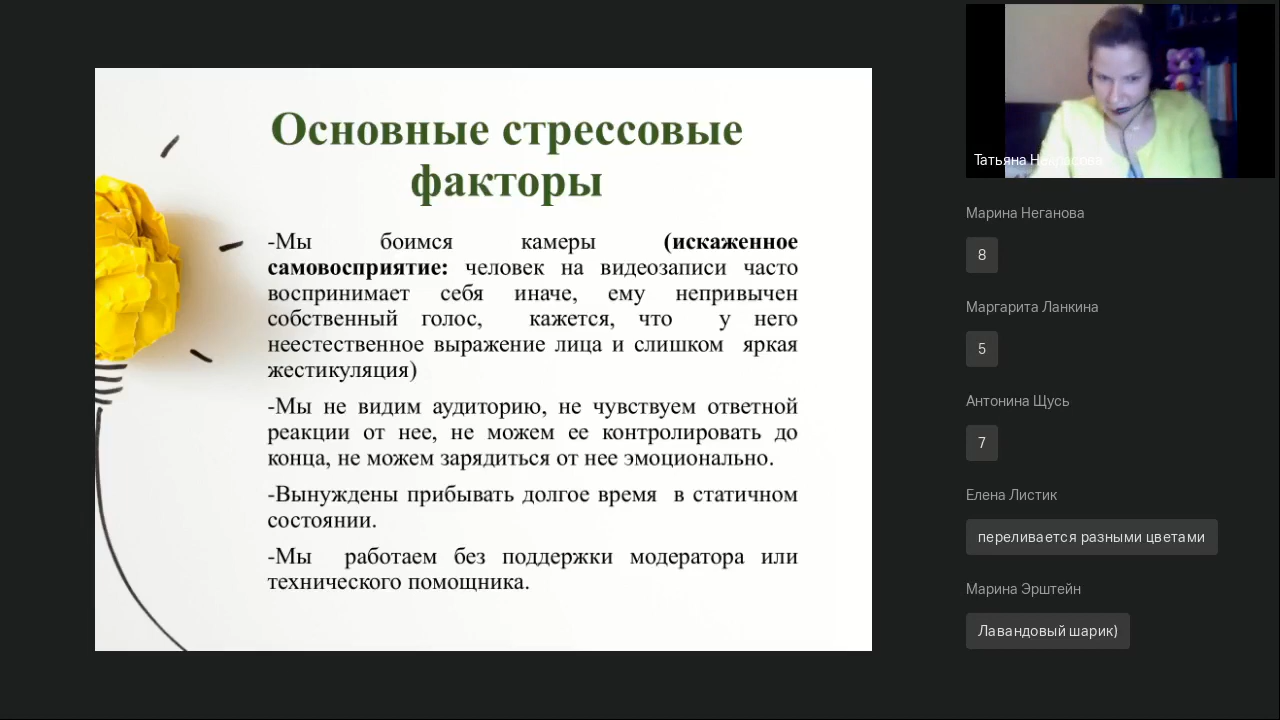 Основные стрессовые
факторы
-Мы боимся камеры (искаженное
самовосприятие: человек на видеозаписи часто
воспринимает себя иначе, ему непривычен
собственный голос, кажется, что у него
неестественное выражение лица и слишком яркая
жестикуляция)
-Мы не видим аудиторию, не чувствуем ответной
реакции от нее, не можем ее контролировать до
конца, не можем зарядиться от нее эмоционально.
-Вынуждены прибывать долгое время в статичном
состоянии.
-Мы работаем без поддержки модератора или
технического помощника.
Татьяна Некрасова
Марина Неганова
8
Маргарита Ланкина
5
Антонина Щусь
7
Елена Листик
переливается разными цветами
Марина Эрштейн
Лавандовый шарик)